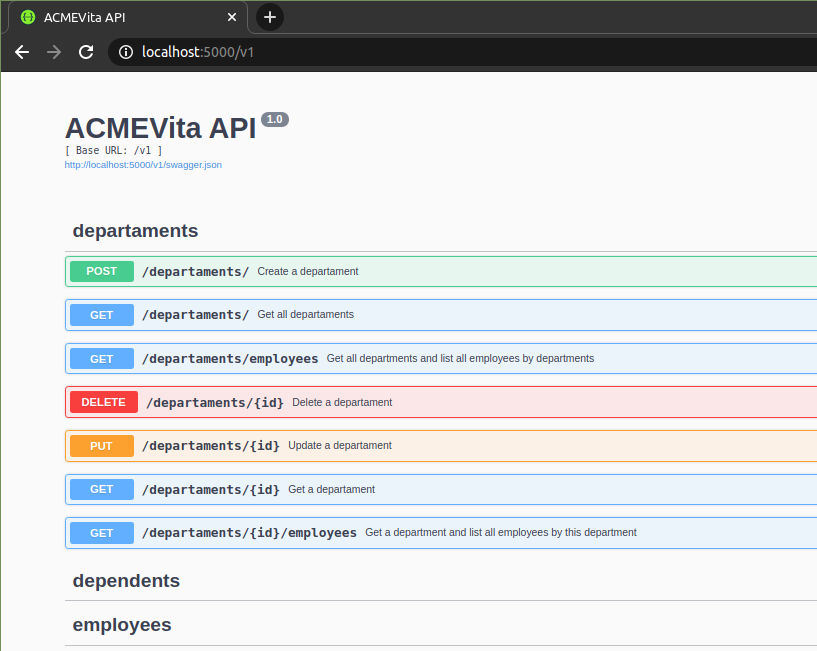 ACMEVita API
localhost:5000/v1
ACMEVita API 1.0
[ Base URL: /v1 ]
http://localhost:5000/v1/swagger.json
departaments
POST /departaments/ Create a departament
GET /departaments/ Get all departaments
GET /departaments/employees Get all departments and list all employees by departments
DELETE /departaments/{id} Delete a departament
PUT /departaments/{id} Update a departament
GET /departaments/{id} Get a departament
GET /departaments/{id}/employees Get a department and list all employees by this department
dependents
employees